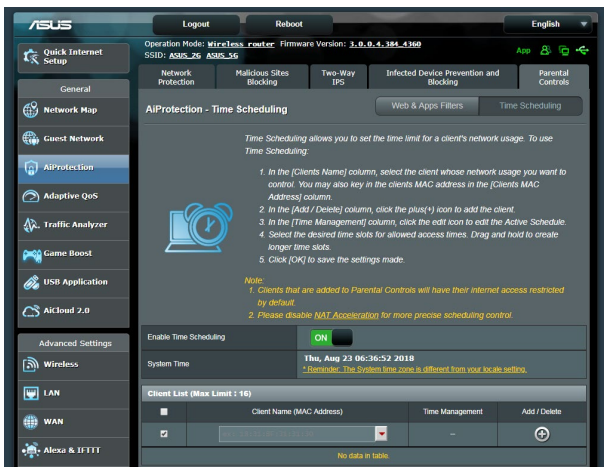 ASUS
Logout
Reboot
English
Operation Mode: Wireless router Firmware Version: 3.0.0.4.384_4360
SSID: ASUS_2G ASUS_5G
App
Quick Internet
Setup
General
Network Map
Guest Network
AiProtection
Adaptive QoS
Traffic Analyzer
Game Boost
USB Application
AiCloud 2.0
Advanced Settings
Wireless
LAN
WAN
Alexa & IFTTT
Network
Protection
Malicious Sites
Blocking
Two-Way
IPS
Infected Device Prevention and
Blocking
Parental
Controls
AiProtection - Time Scheduling
Web & Apps Filters
Time Scheduling
Time Scheduling allows you to set the time limit for a client's network usage. To use
Time Scheduling:
1. In the [Clients Name] column, select the client whose network usage you want to
control. You may also key in the clients MAC address in the [Clients MAC
Address] column.
2. In the [Add / Delete] column, click the plus(+) icon to add the client.
3. In the [Time Management] column, click the edit icon to edit the Active Schedule.
4. Select the desired time slots for allowed access times. Drag and hold to create
longer time slots.
5. Click [OK] to save the settings made.
Note:
1. Clients that are added to Parental Controls will have their internet access restricted
by default.
2. Please disable NAT Acceleration for more precise scheduling control.
Enable Time Scheduling
ON
System Time
Thu, Aug 23 06:36:52 2018
* Reminder: The System time zone is different from your locale setting.
Client List (Max Limit : 16)
Client Name (MAC Address)
Time Management
Add / Delete
–
No data in table.